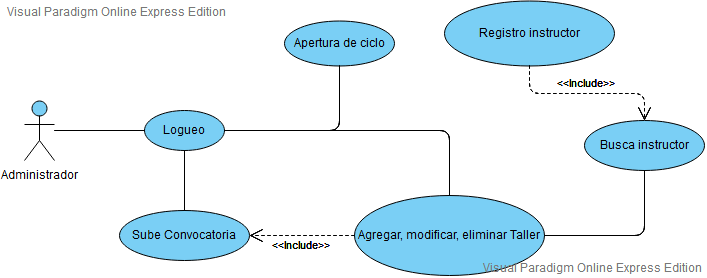 Visual Paradigm Online Express Edition
Apertura de ciclo
Registro instructor
<<Include>>
Logueo
Busca instructor
Administrador
Sube Convocatoria
<<Include>>
Agregar, modificar, eliminar Taller
Visual Paradigm Online Express Edition